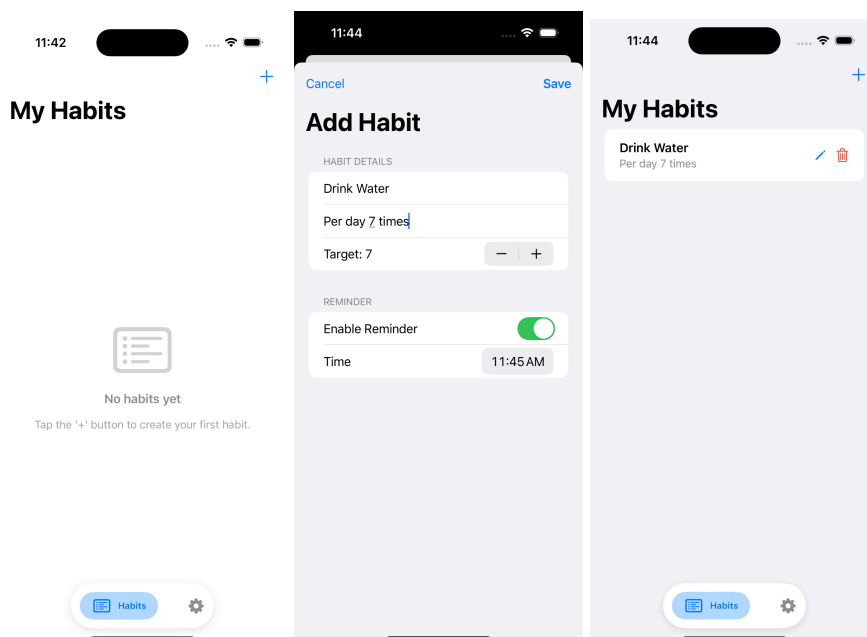 11:42
My Habits
No habits yet
Tap the '+' button to create your first habit.
Habits
11:44
Cancel
Save
Add Habit
HABIT DETAILS
Drink Water
Per day 7 times
Target: 7
REMINDER
Enable Reminder
Time
11:45 AM
11:44
My Habits
Drink Water
Per day 7 times
Habits